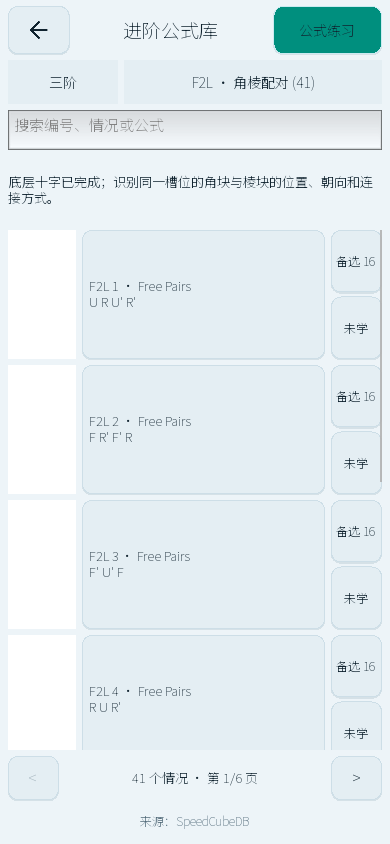 进阶公式库
公式练习
三阶
F2L · 角棱配对 (41)
搜索编号、情况或公式
底层十字已完成；识别同一槽位的角块与棱块的位置、朝向和连
接方式。
F2L 1 · Free Pairs
U R U' R'
备选 16
未学
F2L 2 · Free Pairs
F R' F' R
备选 16
未学
F2L 3 · Free Pairs
F' U' F
备选 16
未学
F2L 4 · Free Pairs
R U R'
备选 16
未学
<
41 个情况 · 第 1/6 页
>
来源：SpeedCubeDB